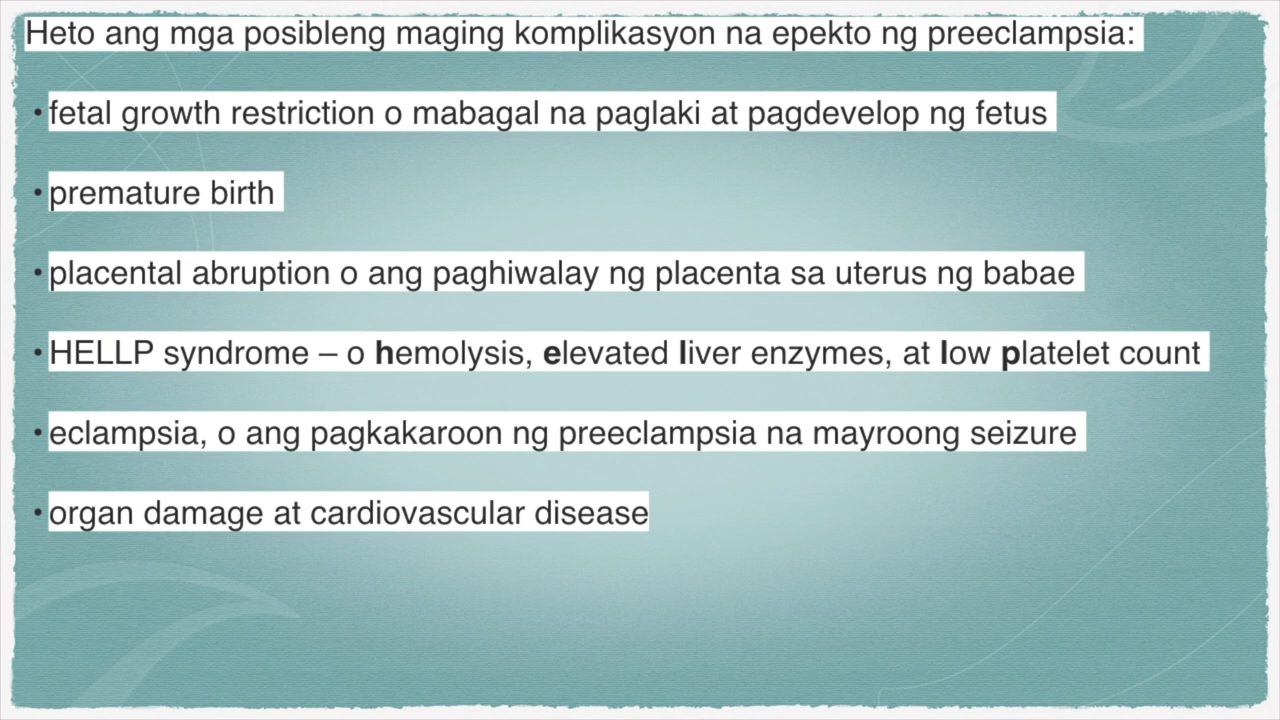 Heto ang mga posibleng maging komplikasyon na epekto ng preeclampsia:
• fetal growth restriction o mabagal na paglaki at pagdevelop ng fetus
• premature birth
• placental abruption o ang paghiwalay ng placenta sa uterus ng babae
• HELLP syndrome – o hemolysis, elevated liver enzymes, at low platelet count
• eclampsia, o ang pagkakaroon ng preeclampsia na mayroong seizure
• organ damage at cardiovascular disease